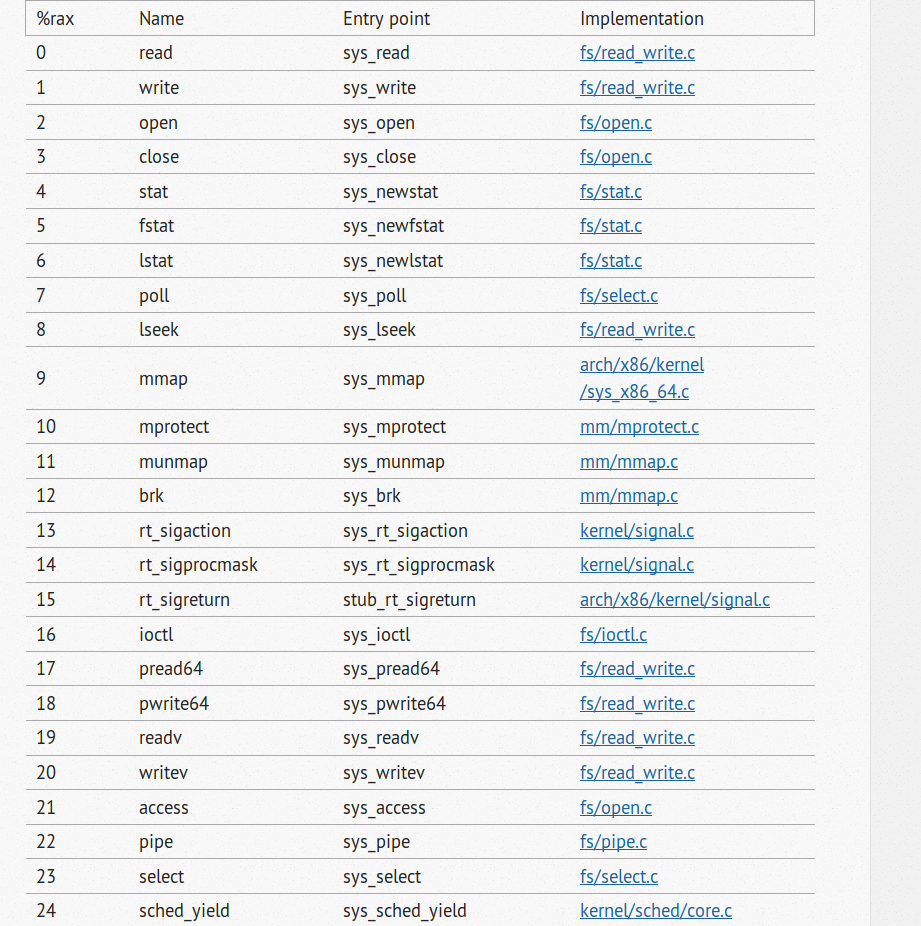 %rax Name Entry point Implementation
0 read sys_read fs/read_write.c
1 write sys_write fs/read_write.c
2 open sys_open fs/open.c
3 close sys_close fs/open.c
4 stat sys_newstat fs/stat.c
5 fstat sys_newfstat fs/stat.c
6 lstat sys_newlstat fs/stat.c
7 poll sys_poll fs/select.c
8 lseek sys_lseek fs/read_write.c
9 mmap sys_mmap arch/x86/kernel
/sys_x86_64.c
10 mprotect sys_mprotect mm/mprotect.c
11 munmap sys_munmap mm/mmap.c
12 brk sys_brk mm/mmap.c
13 rt_sigaction sys_rt_sigaction kernel/signal.c
14 rt_sigprocmask sys_rt_sigprocmask kernel/signal.c
15 rt_sigreturn stub_rt_sigreturn arch/x86/kernel/signal.c
16 ioctl sys_ioctl fs/ioctl.c
17 pread64 sys_pread64 fs/read_write.c
18 pwrite64 sys_pwrite64 fs/read_write.c
19 readv sys_readv fs/read_write.c
20 writev sys_writev fs/read_write.c
21 access sys_access fs/open.c
22 pipe sys_pipe fs/pipe.c
23 select sys_select fs/select.c
24 sched_yield sys_sched_yield kernel/sched/core.c